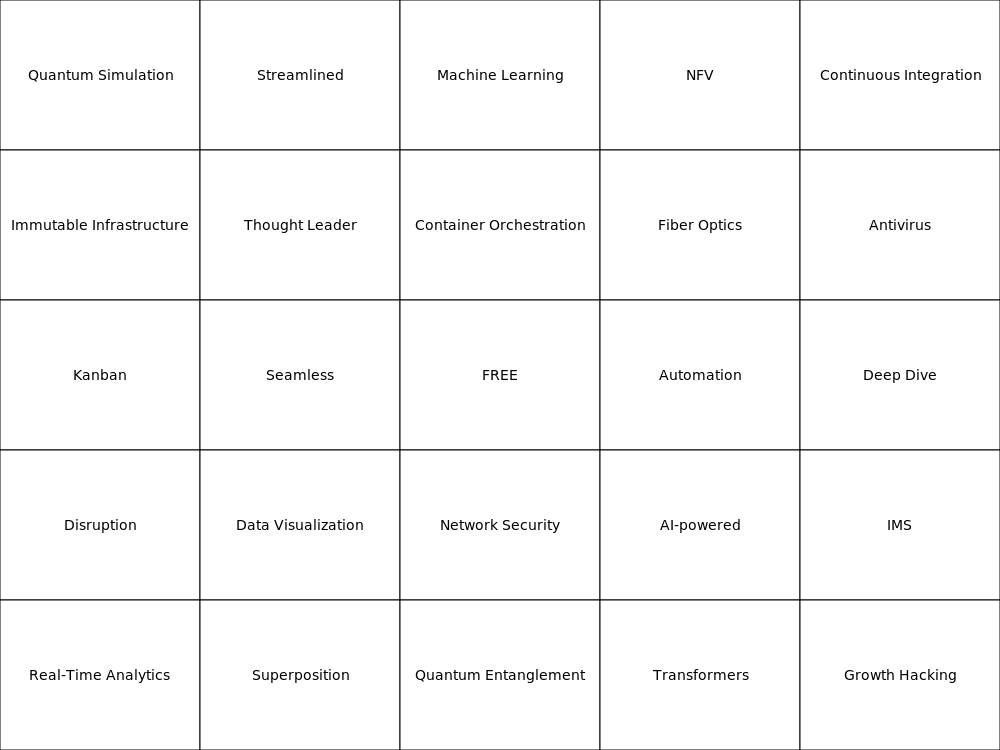 Quantum Simulation
Streamlined
Machine Learning
NFV
Continuous Integration
Immutable Infrastructure
Thought Leader
Container Orchestration
Fiber Optics
Antivirus
Kanban
Seamless
FREE
Automation
Deep Dive
Disruption
Data Visualization
Network Security
AI-powered
IMS
Real-Time Analytics
Superposition
Quantum Entanglement
Transformers
Growth Hacking